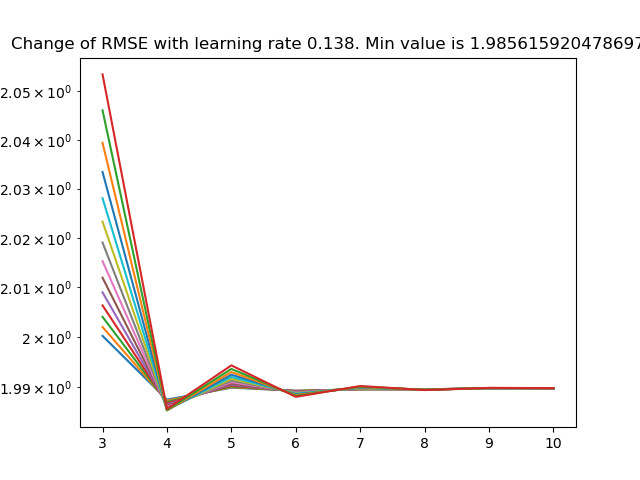 Change of RMSE with learning rate 0.138. Min value is 1.985615920478697
2.05 × 10⁰
2.04 × 10⁰
2.03 × 10⁰
2.02 × 10⁰
2.01 × 10⁰
2 × 10⁰
1.99 × 10⁰
3 4 5 6 7 8 9 10